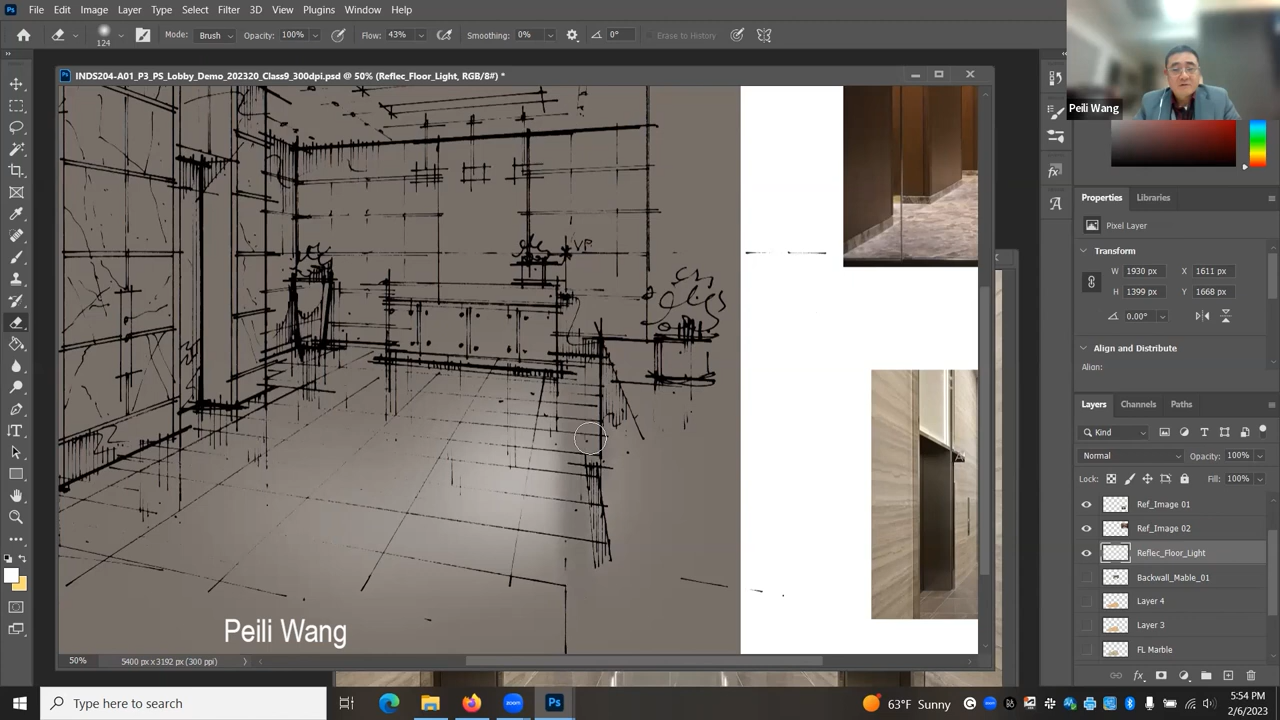 File Edit Image Layer Type Select Filter 3D View Plugins Window Help
124 Mode: Brush Opacity: 100% Flow: 43% Smoothing: 0% 0° Erase to History
INDS204-A01_P3_PS_Lobby_Demo_202320_Class9_300dpi.psd @ 50% (Reflec_Floor_Light, RGB/8#) *
Peili Wang
VP
Properties Libraries
Pixel Layer
Transform
W 1930 px X 1611 px
H 1399 px Y 1668 px
0.00°
Align and Distribute
Align:
Layers Channels Paths
Kind
Normal Opacity: 100%
Lock: Fill: 100%
Ref_Image 01
Ref_Image 02
Reflec_Floor_Light
Backwall_Mable_01
Layer 4
Layer 3
FL Marble
Peili Wang
50% 5400 px x 3192 px (300 ppi)
Type here to search
zoom
63°F Sunny
5:54 PM
2/6/2023